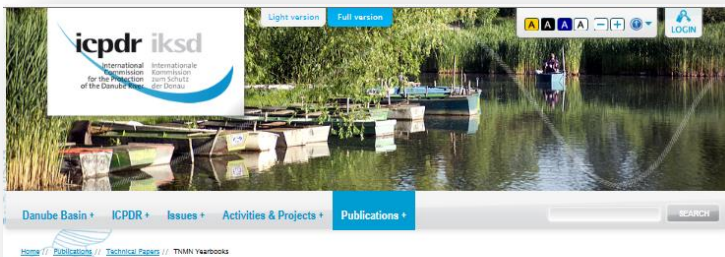 Light version Full version
A A A A
LOGIN
icpdr iksd
International Internationale
Commission Kommission
for the Protection zum Schutz
of the Danube River der Donau
Danube Basin + ICPDR + Issues + Activities & Projects + Publications + SEARCH
Home // Publications // Technical Papers // TNMN Yearbooks